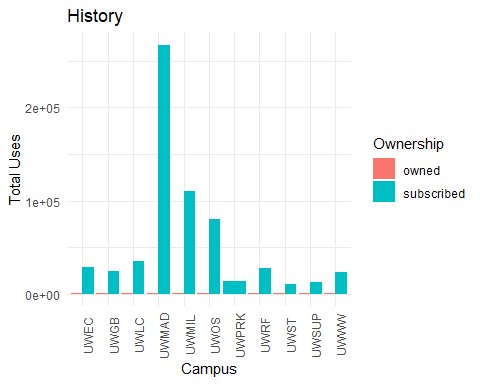 History
Total Uses
2e+05
1e+05
0e+00
UWEC
UWGB
UWLC
UWMAD
UWMIL
UWOS
UWPRK
UWRF
UWST
UWSUP
UWWW
Campus
Ownership
owned
subscribed